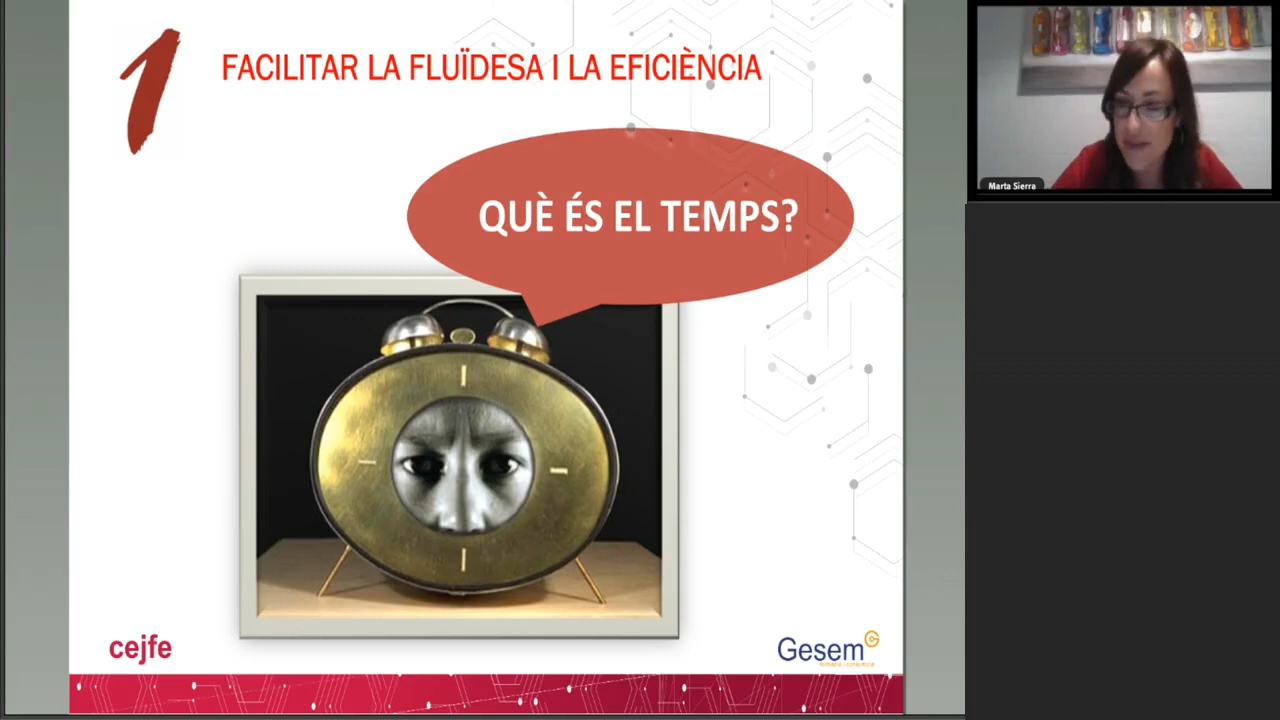 1
FACILITAR LA FLUÏDESA I LA EFICIÈNCIA
QUÈ ÉS EL TEMPS?
cejfe
Gesem
Marta Sierra